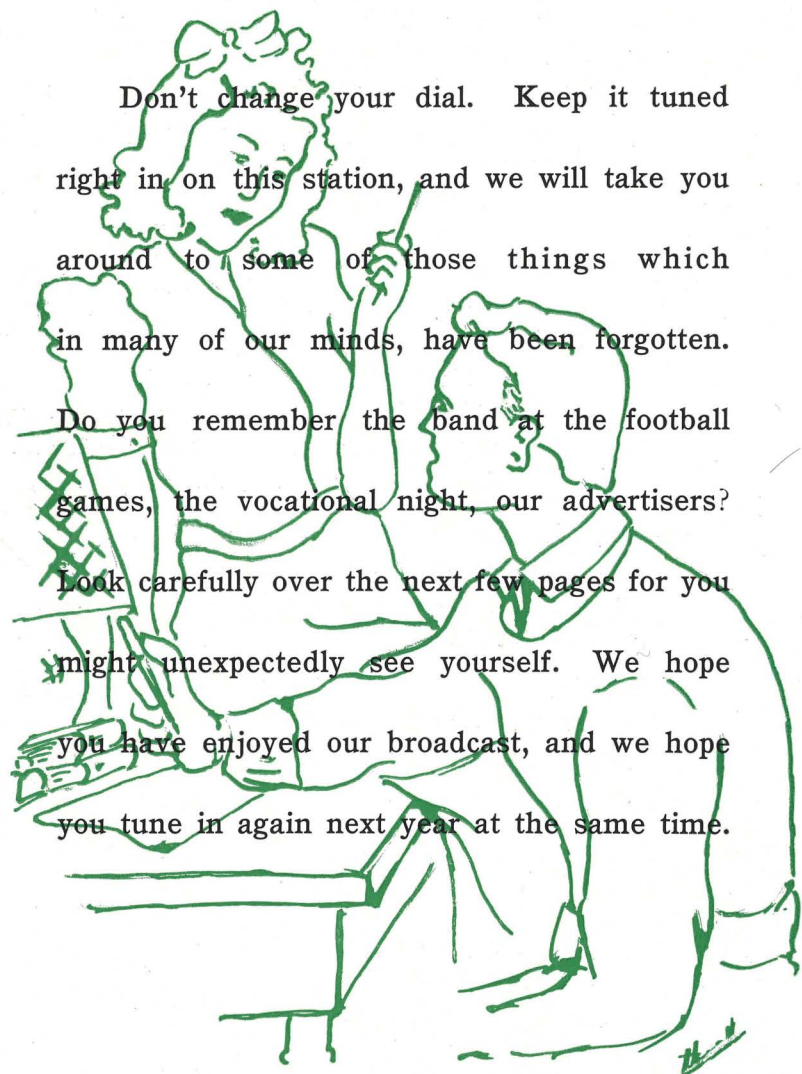 Don't change your dial. Keep it tuned
right in on this station, and we will take you
around to some of those things which
in many of our minds, have been forgotten.
Do you remember the band at the football
games, the vocational night, our advertisers?
Look carefully over the next few pages for you
might unexpectedly see yourself. We hope
you have enjoyed our broadcast, and we hope
you tune in again next year at the same time.